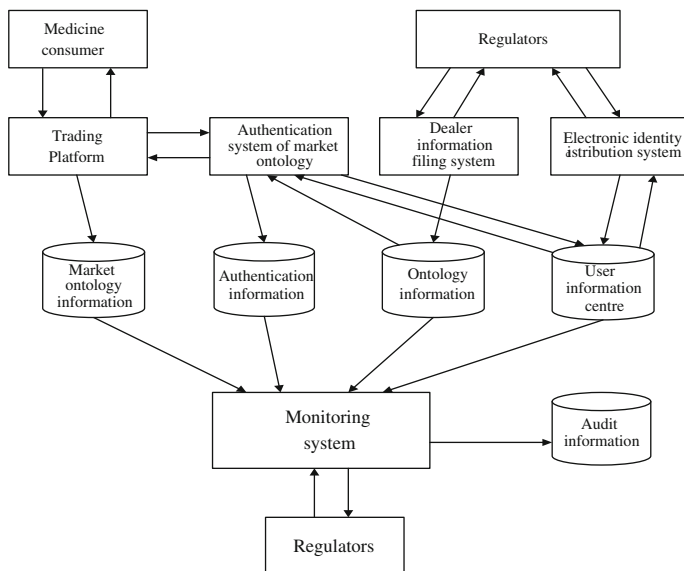 Medicine
consumer
Regulators
Trading
Platform
Authentication
system of market
ontology
Dealer
information
filing system
Electronic identity
distribution system
Market
ontology
information
Authentication
information
Ontology
information
User
information
centre
Monitoring
system
Audit
information
Regulators